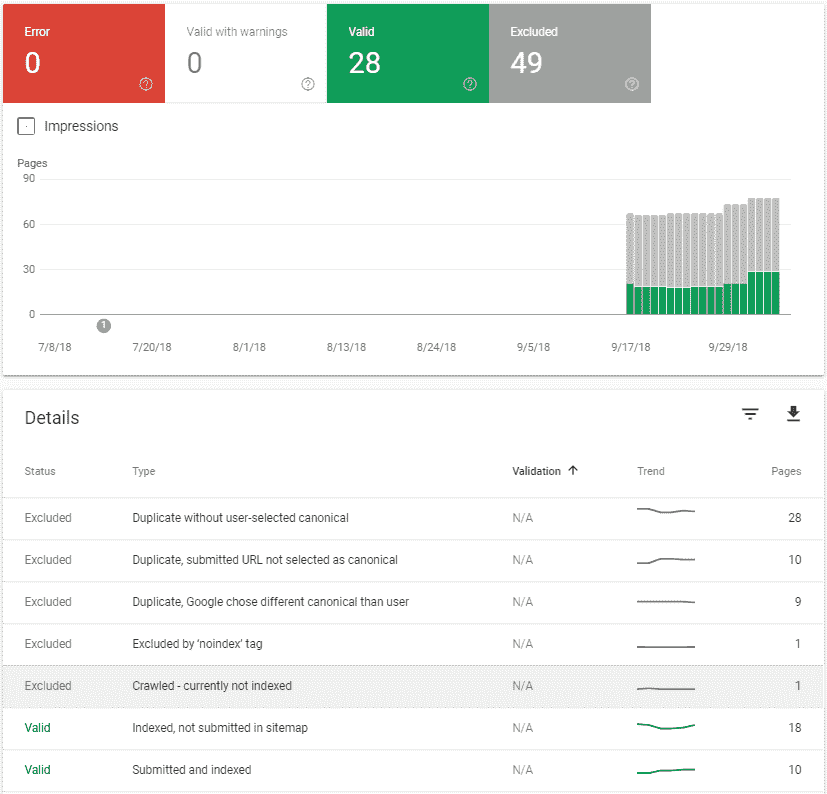 Error Valid with warnings Valid Excluded
0 0 28 49
Impressions
Pages
90
60
30
0
1
7/8/18 7/20/18 8/1/18 8/13/18 8/24/18 9/5/18 9/17/18 9/29/18
Details
Status Type Validation Trend Pages
Excluded Duplicate without user-selected canonical N/A 28
Excluded Duplicate, submitted URL not selected as canonical N/A 10
Excluded Duplicate, Google chose different canonical than user N/A 9
Excluded Excluded by ‘noindex’ tag N/A 1
Excluded Crawled - currently not indexed N/A 1
Valid Indexed, not submitted in sitemap N/A 18
Valid Submitted and indexed N/A 10